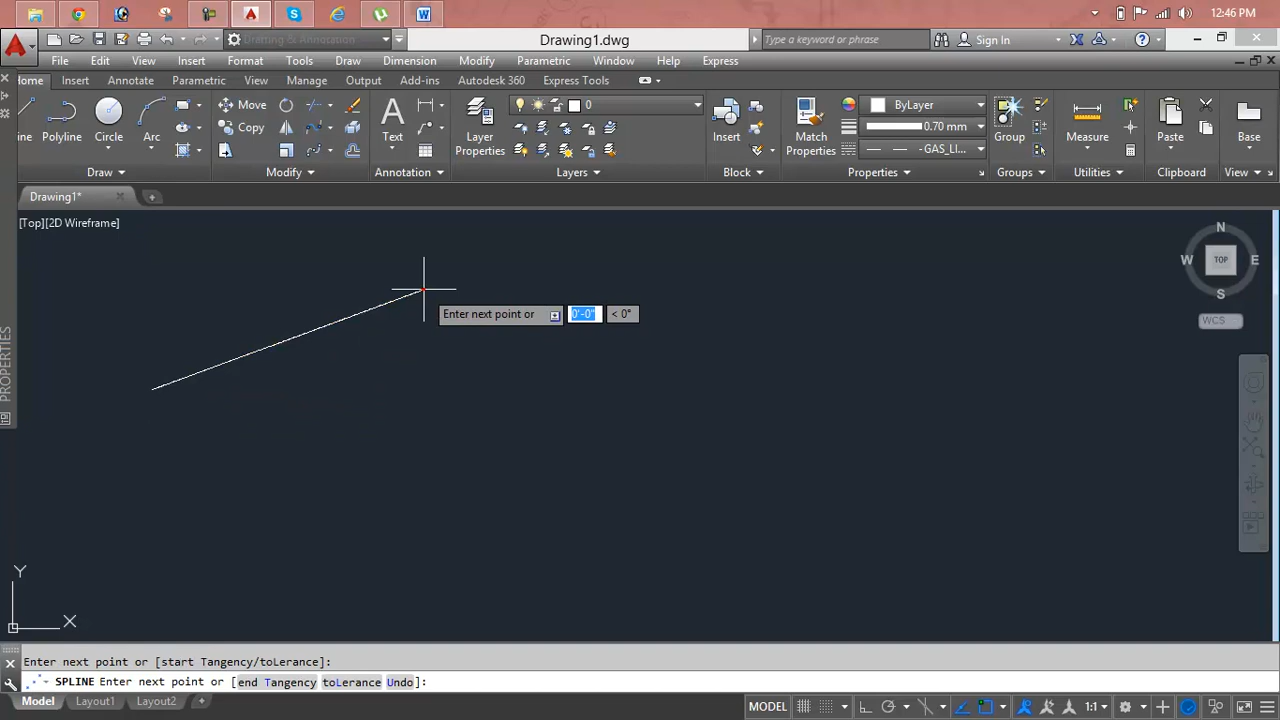 12:46 PM
Drafting & Annotation
Drawing1.dwg
Type a keyword or phrase
Sign In
File Edit View Insert Format Tools Draw Dimension Modify Parametric Window Help Express
Home Insert Annotate Parametric View Manage Output Add-ins Autodesk 360 Express Tools
Move
0
ByLayer
Copy
0.70 mm
ine Polyline Circle Arc
Text
Layer Properties
Insert
Match Properties
-GAS_LI...
Group
Measure
Paste
Base
Draw Modify Annotation Layers Block Properties Groups Utilities Clipboard View
Drawing1*
[Top][2D Wireframe]
N
W TOP E
S
WCS
Enter next point or 0'-0" < 0°
PROPERTIES
Y
X
Enter next point or [start Tangency/toLerance]:
SPLINE Enter next point or [end Tangency toLerance Undo]:
Model Layout1 Layout2
MODEL
1:1